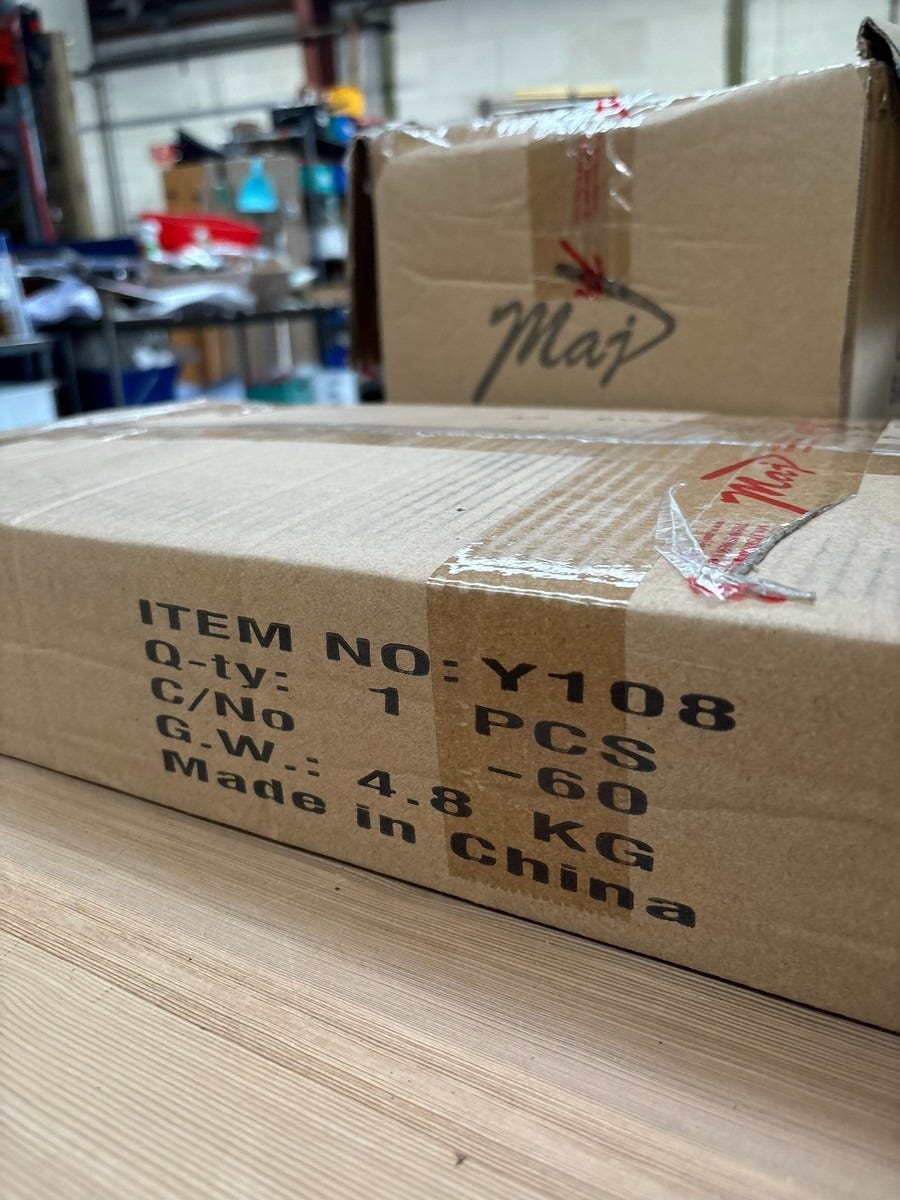 Maj
Maj
ITEM NO: Y108
Q-ty: 1 PCS
C/No -60
G.W.: 4.8 KG
Made in China